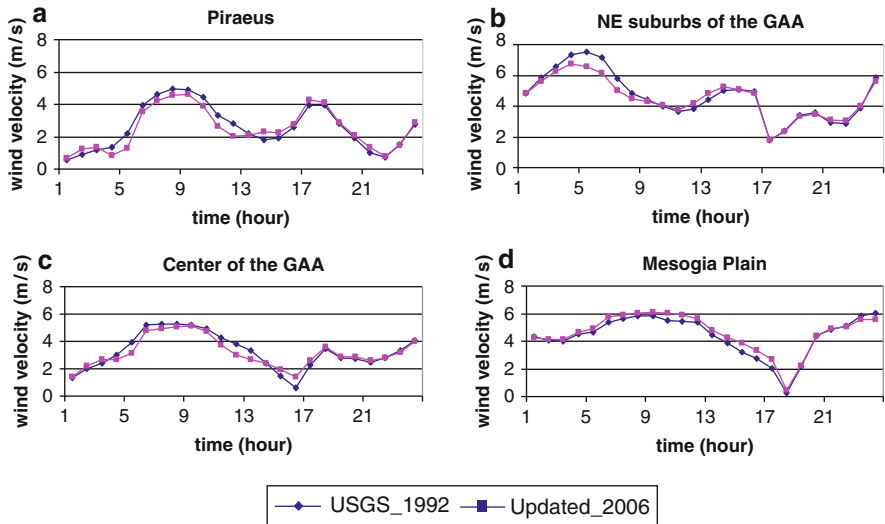 a
Piraeus
wind velocity (m/s)
8
6
4
2
0
1 5 9 13 17 21
time (hour)
b
NE suburbs of the GAA
wind velocity (m/s)
8
6
4
2
0
1 5 9 13 17 21
time (hour)
c
Center of the GAA
wind velocity (m/s)
8
6
4
2
0
1 5 9 13 17 21
time (hour)
d
Mesogia Plain
wind velocity (m/s)
8
6
4
2
0
1 5 9 13 17 21
time (hour)
USGS_1992 Updated_2006